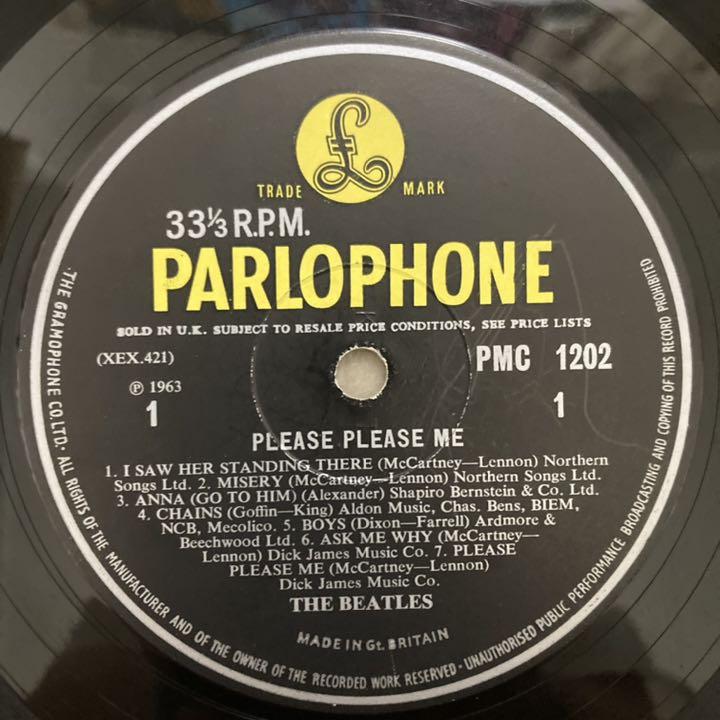 £
TRADE MARK
33⅓ R.P.M.
PARLOPHONE
SOLD IN U.K. SUBJECT TO RESALE PRICE CONDITIONS, SEE PRICE LISTS
(XEX.421)
PMC 1202
℗ 1963
1
1
PLEASE PLEASE ME
1. I SAW HER STANDING THERE (McCartney—Lennon) Northern
Songs Ltd. 2. MISERY (McCartney—Lennon) Northern Songs Ltd.
3. ANNA (GO TO HIM) (Alexander) Shapiro Bernstein & Co. Ltd.
4. CHAINS (Goffin—King) Aldon Music, Chas. Bens, BIEM,
NCB, Mecolico. 5. BOYS (Dixon—Farrell) Ardmore &
Beechwood Ltd. 6. ASK ME WHY (McCartney—
Lennon) Dick James Music Co. 7. PLEASE
PLEASE ME (McCartney—Lennon)
Dick James Music Co.
THE BEATLES
MADE IN Gt. BRITAIN
THE GRAMOPHONE CO. LTD. · ALL RIGHTS OF THE MANUFACTURER AND OF THE OWNER OF THE RECORDED WORK RESERVED · UNAUTHORISED PUBLIC PERFORMANCE BROADCASTING AND COPYING OF THIS RECORD PROHIBITED